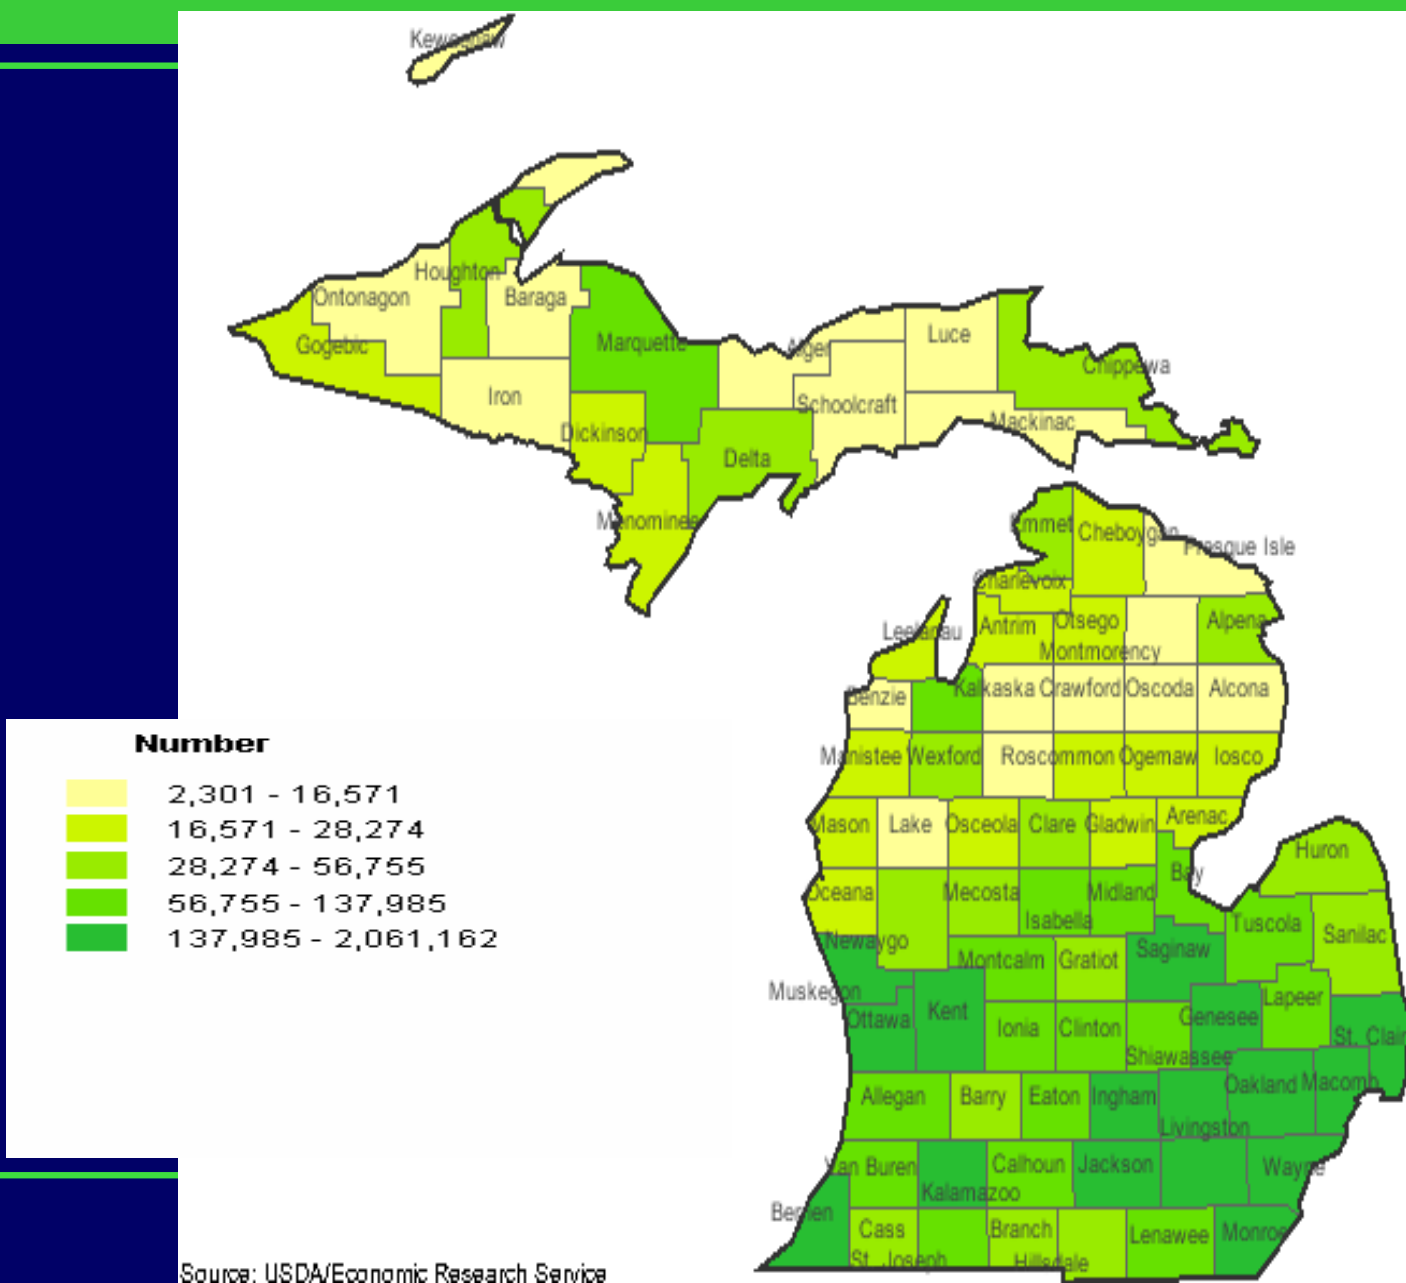 Keweenaw
Houghton
Ontonagon
Baraga
Gogebic
Marquette
Alger
Luce
Chippewa
Iron
Schoolcraft
Mackinac
Dickinson
Delta
Menominee
Emmet
Cheboygan
Presque Isle
Charlevoix
Leelanau
Antrim
Otsego
Alpena
Montmorency
Benzie
Kalkaska
Crawford
Oscoda
Alcona
Manistee
Wexford
Roscommon
Ogemaw
Iosco
Mason
Lake
Osceola
Clare
Gladwin
Arenac
Huron
Bay
Oceana
Mecosta
Midland
Isabella
Tuscola
Sanilac
Newaygo
Montcalm
Gratiot
Saginaw
Muskegon
Ottawa
Kent
Ionia
Clinton
Genesee
Lapeer
St. Clair
Shiawassee
Allegan
Barry
Eaton
Ingham
Oakland
Macomb
Livingston
Van Buren
Kalamazoo
Calhoun
Jackson
Wayne
Berrien
Cass
St. Joseph
Branch
Hillsdale
Lenawee
Monroe
Number
2,301 - 16,571
16,571 - 28,274
28,274 - 56,755
56,755 - 137,985
137,985 - 2,061,162
Source: USDA/Economic Research Service